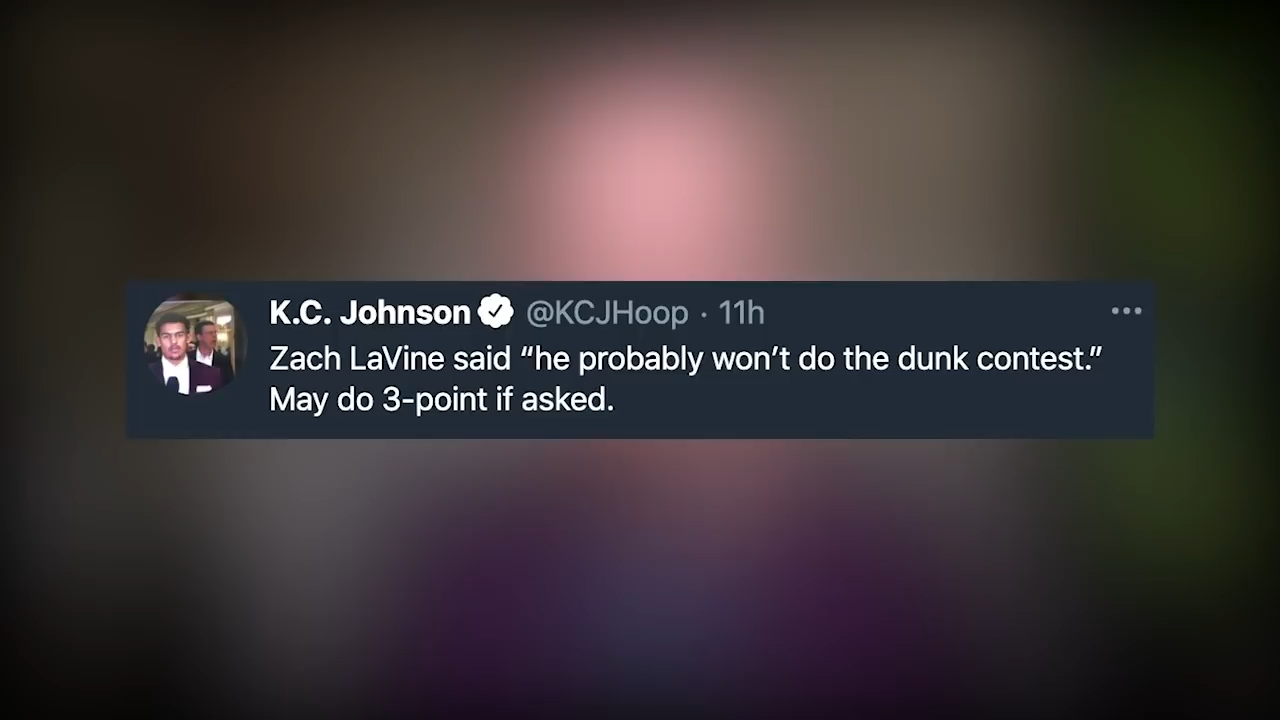 K.C. Johnson @KCJHoop · 11h
Zach LaVine said “he probably won’t do the dunk contest.”
May do 3-point if asked.